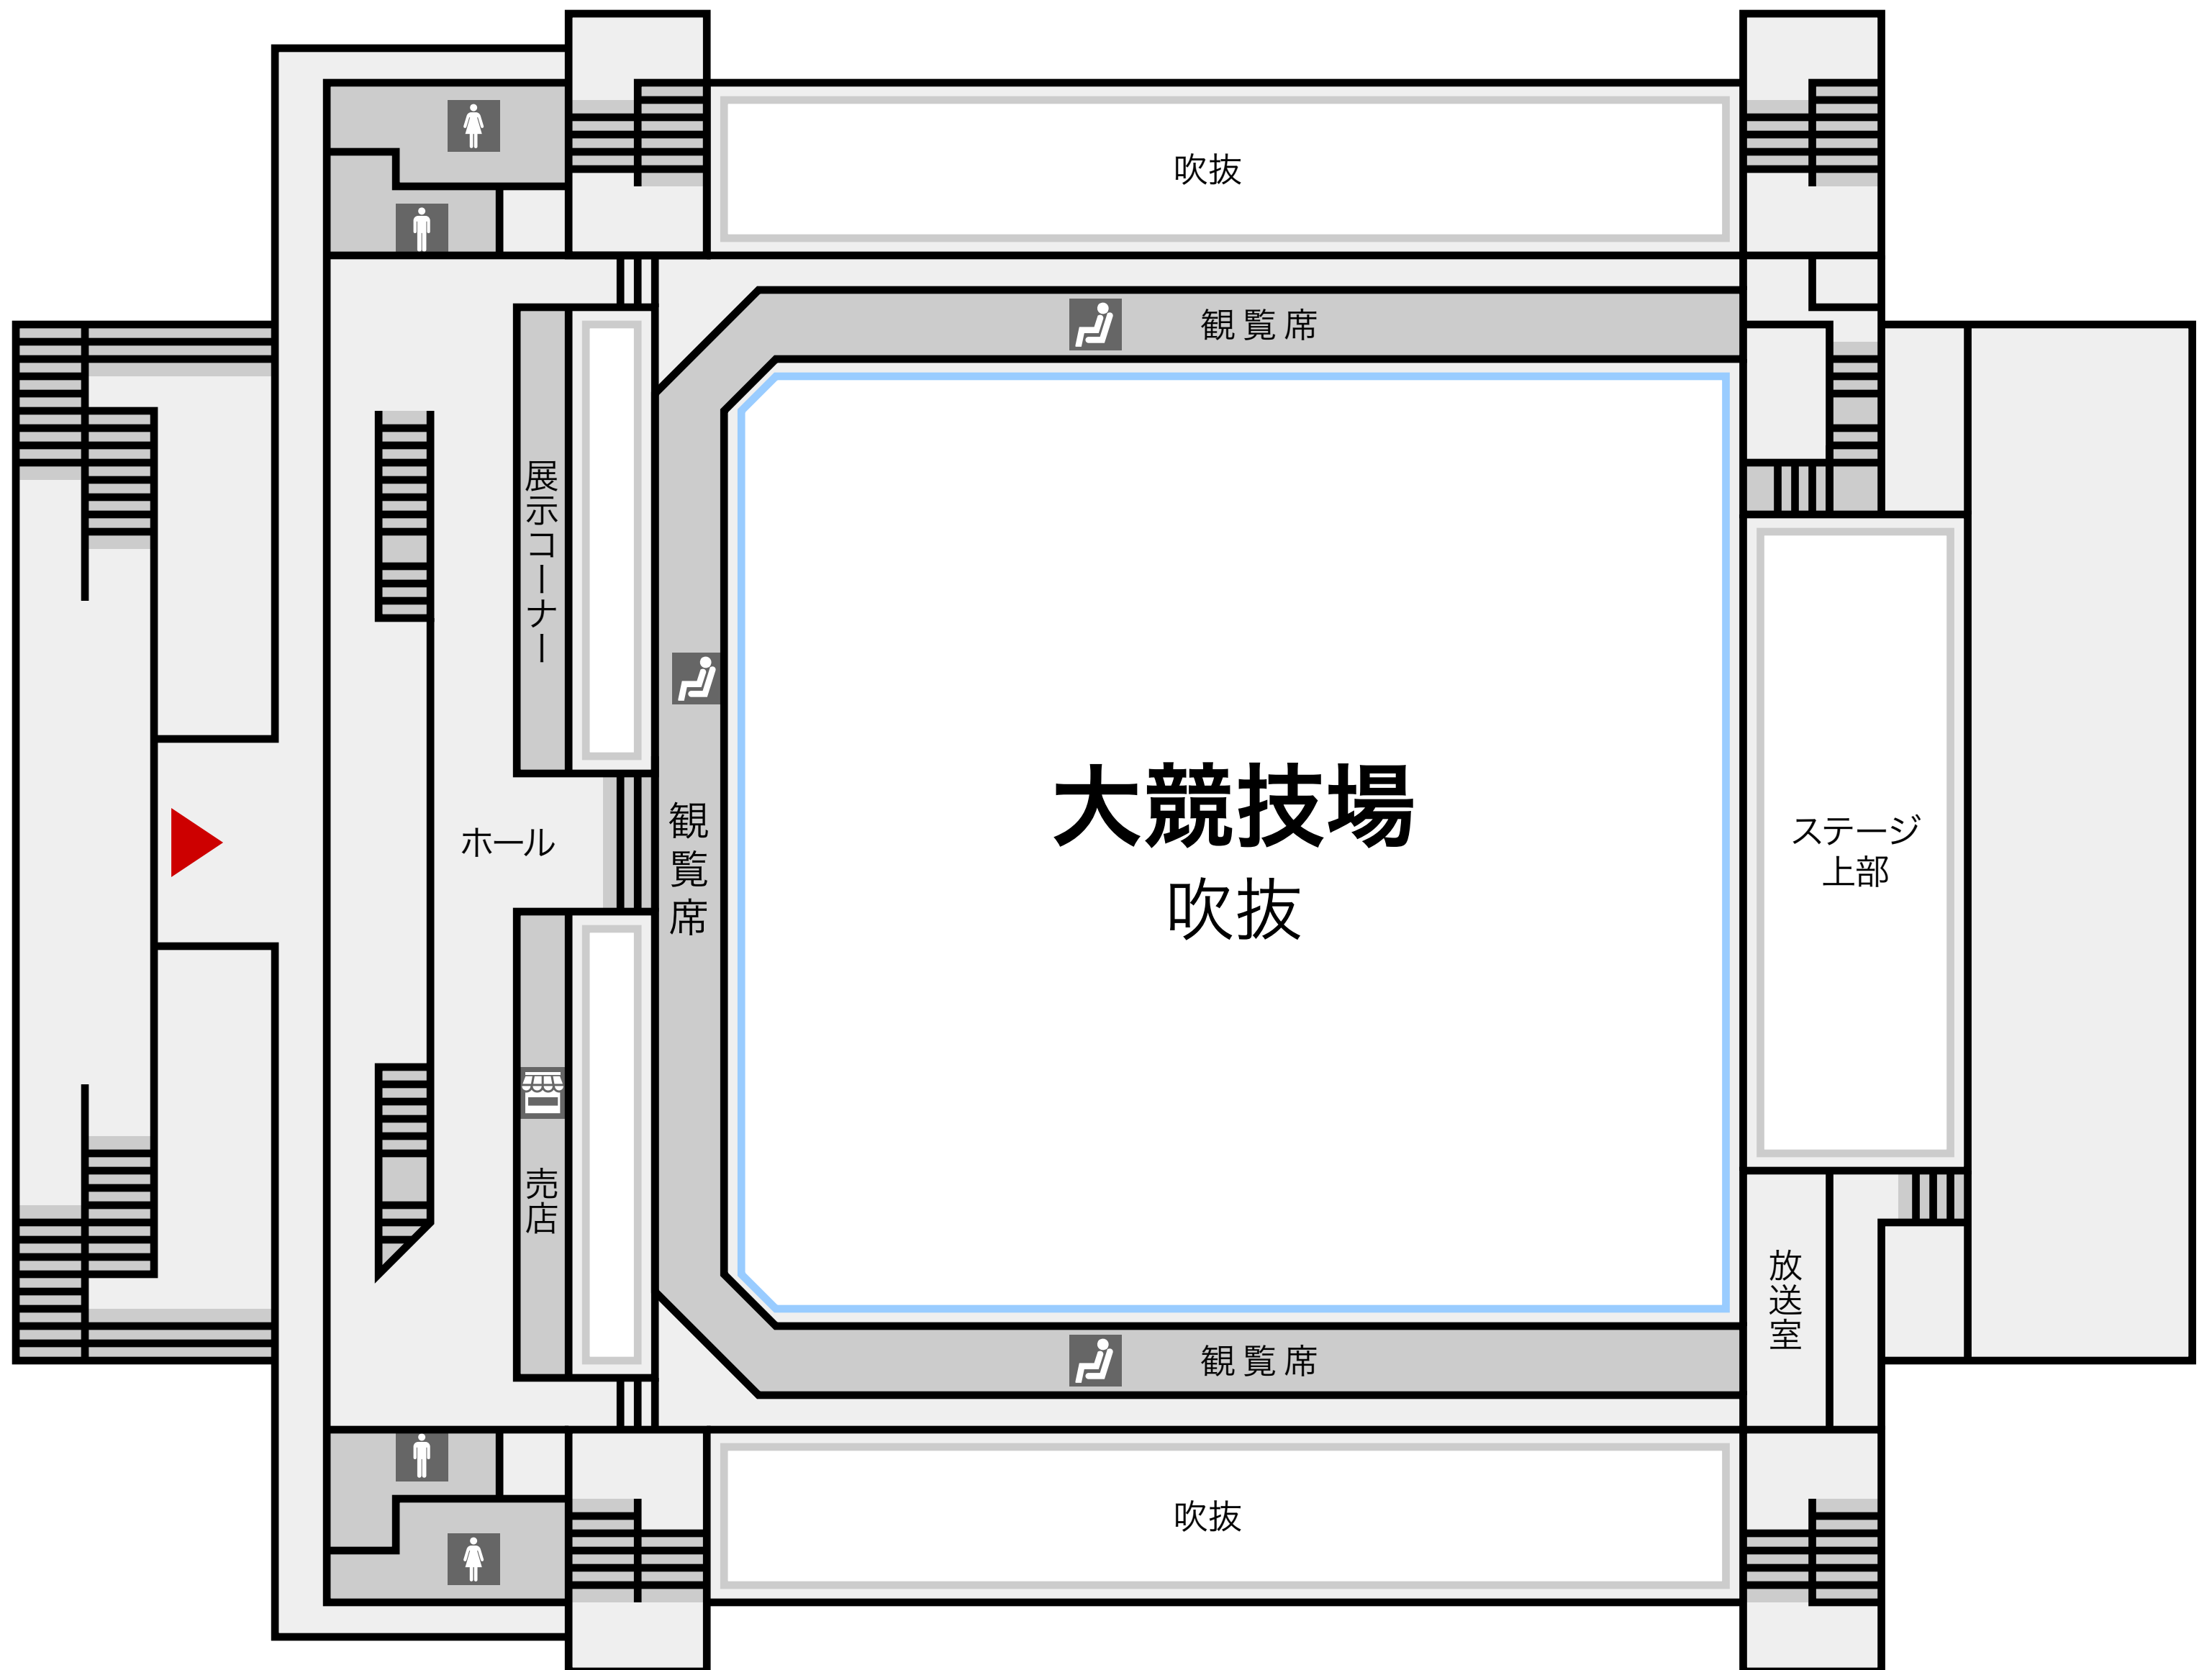 吹抜
観覧席
展示コーナー
観覧席
大競技場
吹抜
ホール
ステージ
上部
売店
放送室
観覧席
吹抜